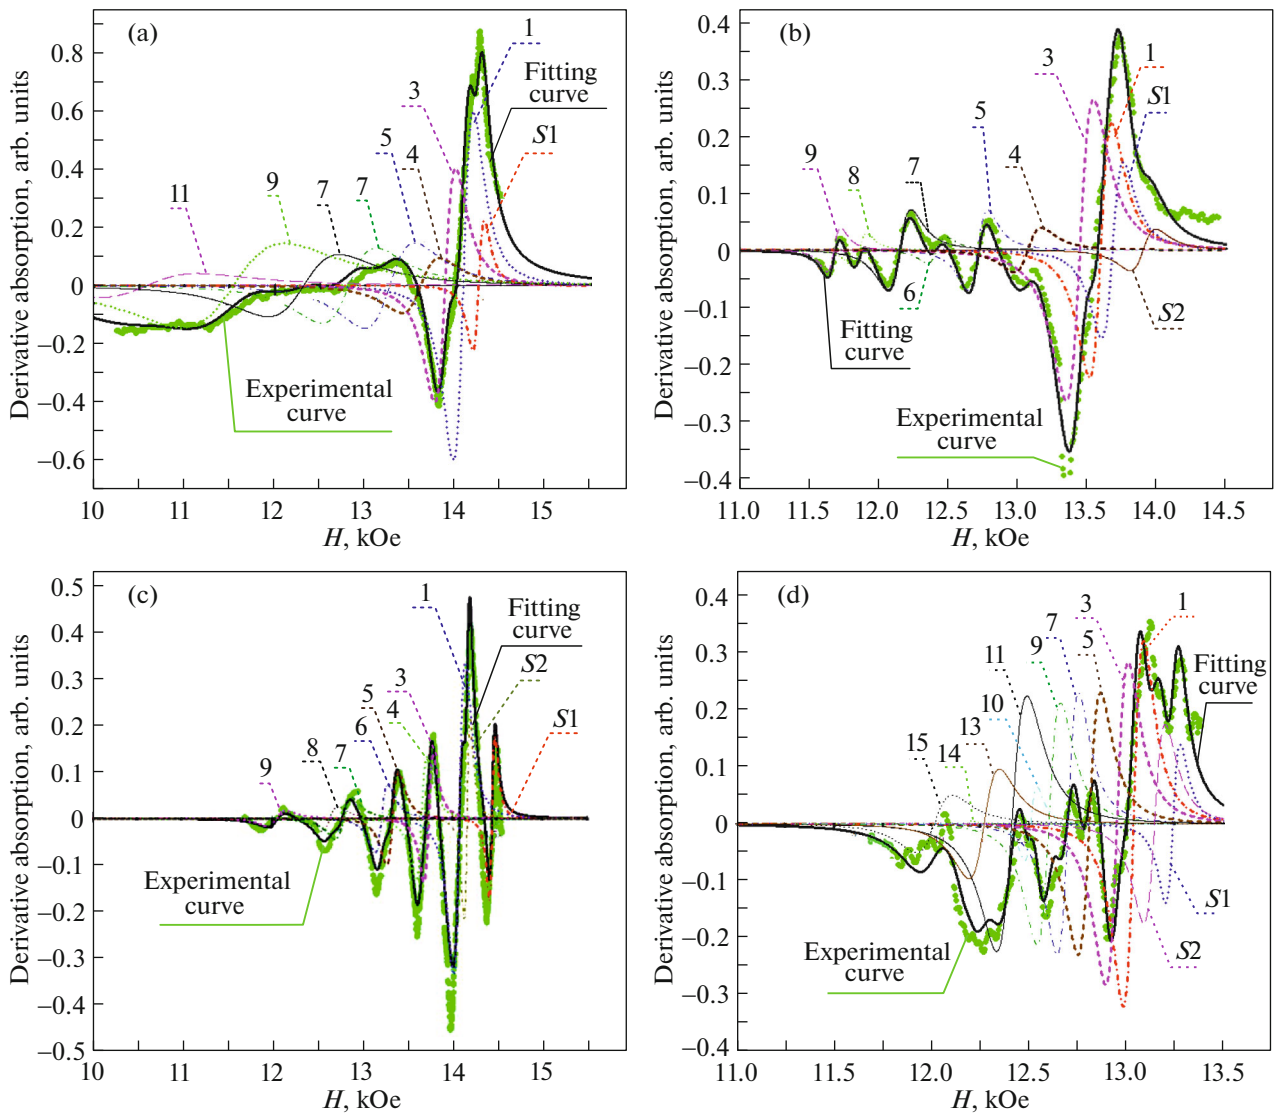 (a)
Derivative absorption, arb. units
0.8
0.6
0.4
0.2
0
–0.2
–0.4
–0.6
10
11
12
13
14
15
H, kOe
11
9
7
7
5
4
3
1
Fitting
curve
S1
Experimental
curve
(b)
Derivative absorption, arb. units
0.4
0.3
0.2
0.1
0
–0.1
–0.2
–0.3
–0.4
11.0
11.5
12.0
12.5
13.0
13.5
14.0
14.5
H, kOe
9
8
7
6
5
4
3
1
S1
S2
Fitting
curve
Experimental
curve
(c)
Derivative absorption, arb. units
0.5
0.4
0.3
0.2
0.1
0
–0.1
–0.2
–0.3
–0.4
–0.5
10
11
12
13
14
15
H, kOe
9
8
7
6
5
4
3
1
Fitting
curve
S2
S1
Experimental
curve
(d)
Derivative absorption, arb. units
0.4
0.3
0.2
0.1
0
–0.1
–0.2
–0.3
–0.4
11.0
11.5
12.0
12.5
13.0
13.5
H, kOe
15
14
13
10
11
9
7
5
3
1
Fitting
curve
S1
S2
Experimental
curve